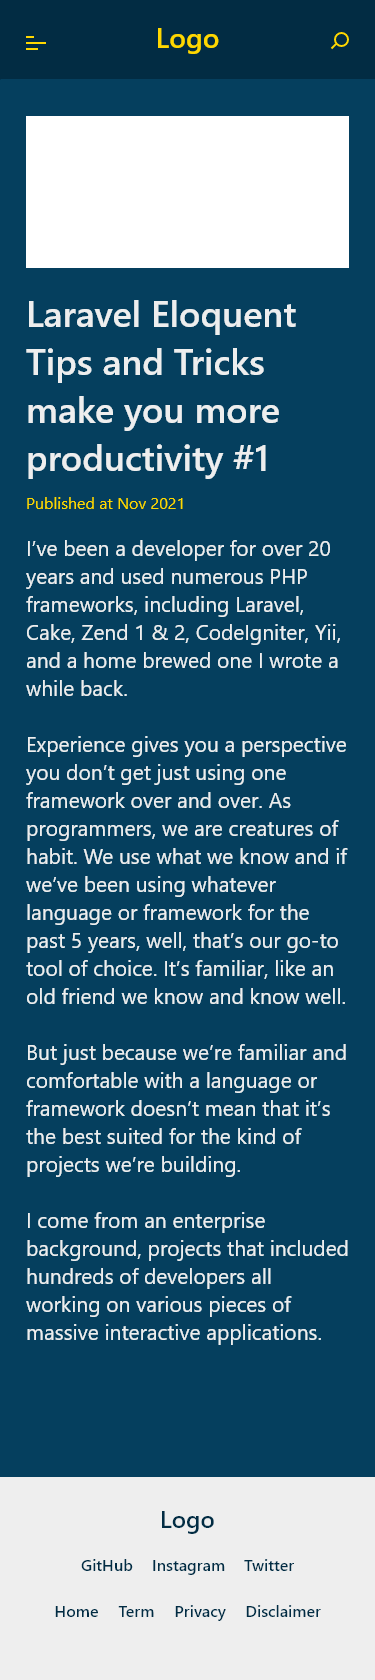 Logo
Laravel Eloquent
Tips and Tricks
make you more
productivity #1
Published at Nov 2021
I’ve been a developer for over 20
years and used numerous PHP
frameworks, including Laravel,
Cake, Zend 1 & 2, CodeIgniter, Yii,
and a home brewed one I wrote a
while back.
Experience gives you a perspective
you don’t get just using one
framework over and over. As
programmers, we are creatures of
habit. We use what we know and if
we’ve been using whatever
language or framework for the
past 5 years, well, that’s our go-to
tool of choice. It’s familiar, like an
old friend we know and know well.
But just because we’re familiar and
comfortable with a language or
framework doesn’t mean that it’s
the best suited for the kind of
projects we’re building.
I come from an enterprise
background, projects that included
hundreds of developers all
working on various pieces of
massive interactive applications.
Logo
GitHub Instagram Twitter
Home Term Privacy Disclaimer